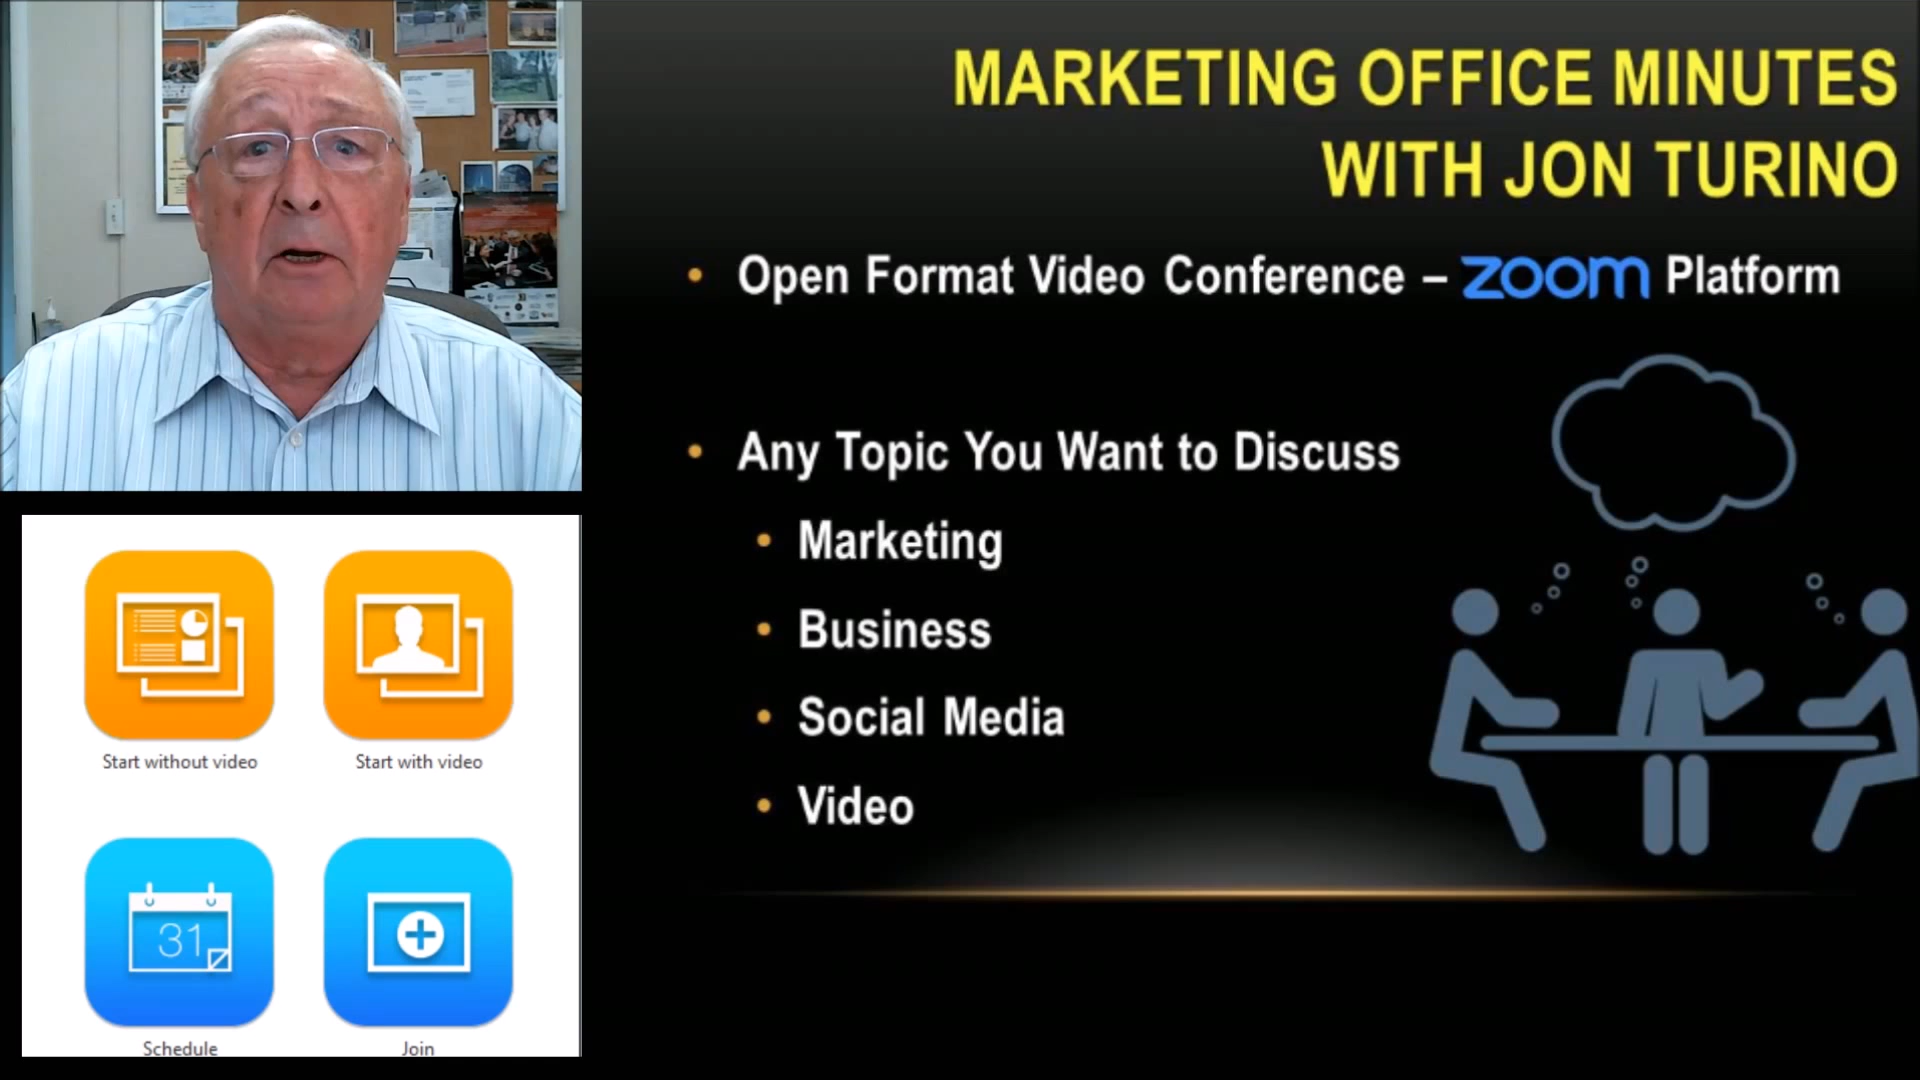 MARKETING OFFICE MINUTES
WITH JON TURINO
• Open Format Video Conference – zoom Platform
• Any Topic You Want to Discuss
• Marketing
• Business
• Social Media
• Video
Start without video
Start with video
31
Schedule
Join